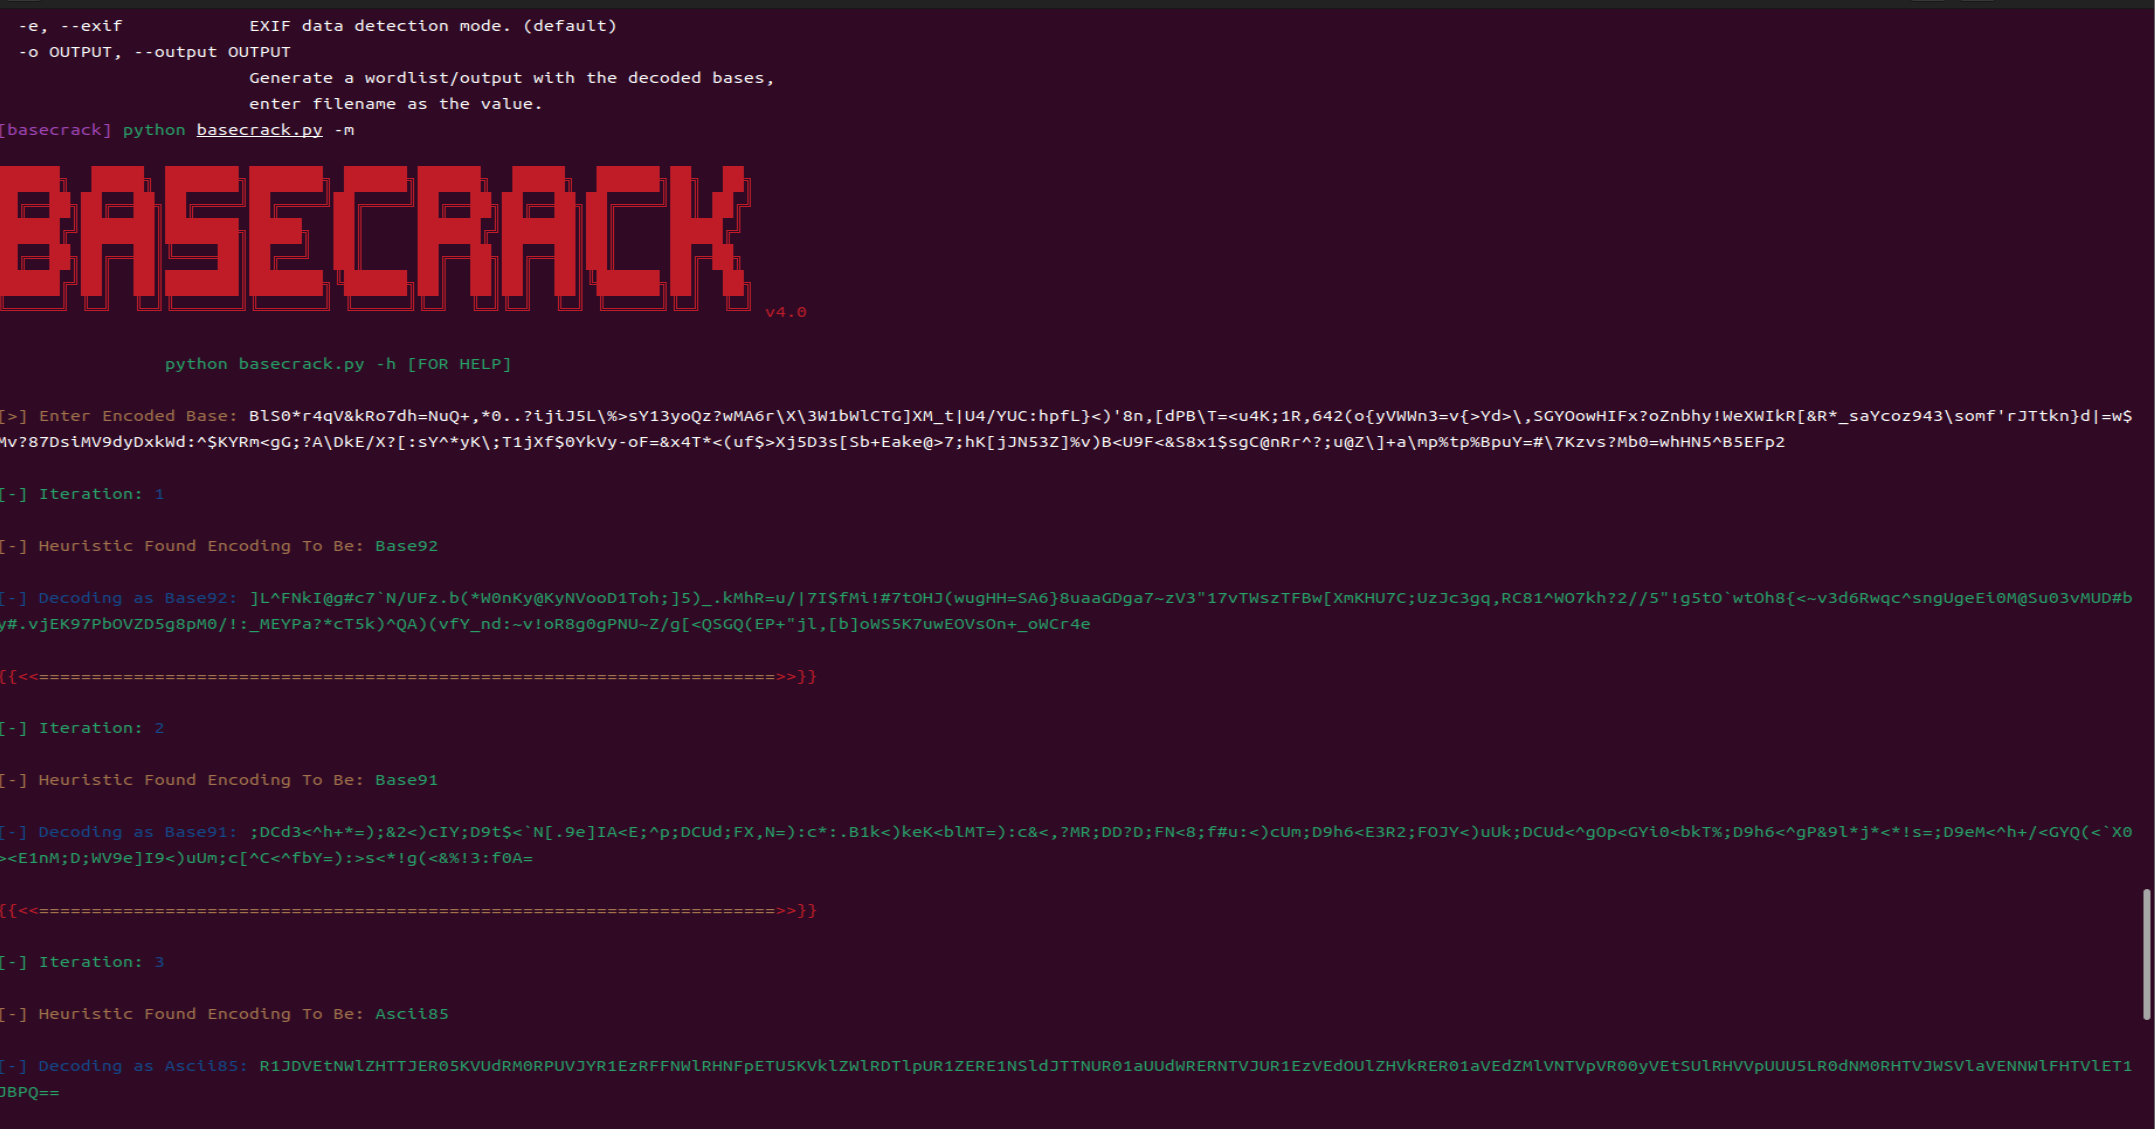 -e, --exif            EXIF data detection mode. (default)
-o OUTPUT, --output OUTPUT
Generate a wordlist/output with the decoded bases,
enter filename as the value.
[basecrack] python basecrack.py -m
BASECRACK v4.0
python basecrack.py -h [FOR HELP]
[>] Enter Encoded Base: BlS0*r4qV&kRo7dh=NuQ+,*0..?ijiJ5L\%>sY13yoQz?wMA6r\X\3W1bWlCTG]XM_t|U4/YUC:hpfL}<)'8n,[dPB\T=<u4K;1R,642(o{yVWWn3=v{>Yd>\,SGYOowHIFx?oZnbhy!WeXWIkR[&R*_saYcoz943\somf'rJTtkn}d|=w$
Mv?87DsiMV9dyDxkWd:^$KYRm<gG;?A\DkE/X?[:sY^*yK\;T1jXf$0YkVy-oF=&x4T*<(uf$>Xj5D3s[Sb+Eake@>7;hK[jJN53Z]%v)B<U9F<&S8x1$sgC@nRr^?;u@Z\]+a\mp%tp%BpuY=#\7Kzvs?Mb0=whHN5^B5EFp2
[-] Iteration: 1
[-] Heuristic Found Encoding To Be: Base92
[-] Decoding as Base92: ]L^FNkI@g#c7`N/UFz.b(*W0nKy@KyNVooD1Toh;]5)_.kMhR=u/|7I$fMi!#7tOHJ(wugHH=SA6}8uaaGDga7~zV3"17vTWszTFBw[XmKHU7C;UzJc3gq,RC81^WO7kh?2//5"!g5tO`wtOh8{<~v3d6Rwqc^sngUgeEi0M@Su03vMUD#b
y#.vjEK97PbOVZD5g8pM0/!:_MEYPa?*cT5k)^QA)(vfY_nd:~v!oR8g0gPNU~Z/g[<QSGQ(EP+"jl,[b]oWS5K7uwEOVsOn+_oWCr4e
{{<<======================================================================>>}}
[-] Iteration: 2
[-] Heuristic Found Encoding To Be: Base91
[-] Decoding as Base91: ;DCd3<^h+*=);&2<)cIY;D9t$<`N[.9e]IA<E;^p;DCUd;FX,N=):c*:.B1k<)keK<blMT=):c&<,?MR;DD?D;FN<8;f#u:<)cUm;D9h6<E3R2;FOJY<)uUk;DCUd<^gOp<GYi0<bkT%;D9h6<^gP&9l*j*<*!s=;D9eM<^h+/<GYQ(<`X0
><E1nM;D;WV9e]I9<)uUm;c[^C<^fbY=):>s<*!g(<&%!3:f0A=
{{<<======================================================================>>}}
[-] Iteration: 3
[-] Heuristic Found Encoding To Be: Ascii85
[-] Decoding as Ascii85: R1JDVEtNWlZHTTJER05KVUdRM0RPUVJYR1EzRFFNWlRHNFpETU5KVklZWlRDTlpUR1ZERE1NSldJTTNUR01aUUdWRERNTVJUR1EzVEdOUlZHVkRER01aVEdZMlVNTVpVR00yVEtSUlRHVVpUUU5LR0dNM0RHTVJWSVlaVENNWlFHTVlET1
JBPQ==